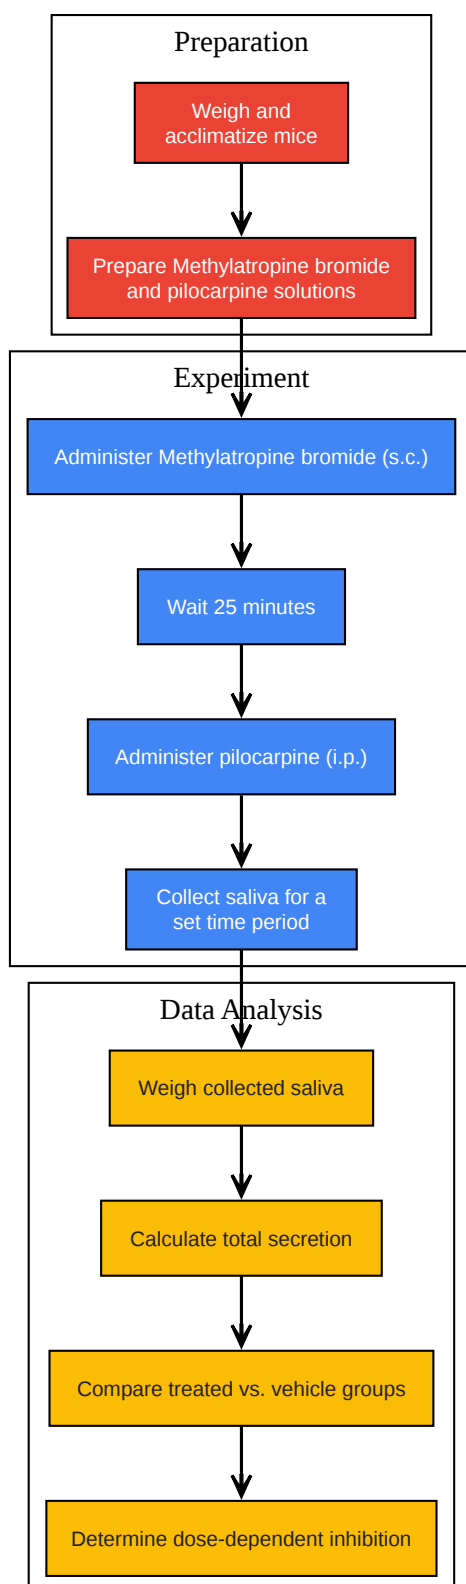 Preparation
Weigh and
acclimatize mice
Prepare Methylatropine bromide
and pilocarpine solutions
Experiment
Administer Methylatropine bromide (s.c.)
Wait 25 minutes
Administer pilocarpine (i.p.)
Collect saliva for a
set time period
Data Analysis
Weigh collected saliva
Calculate total secretion
Compare treated vs. vehicle groups
Determine dose-dependent inhibition